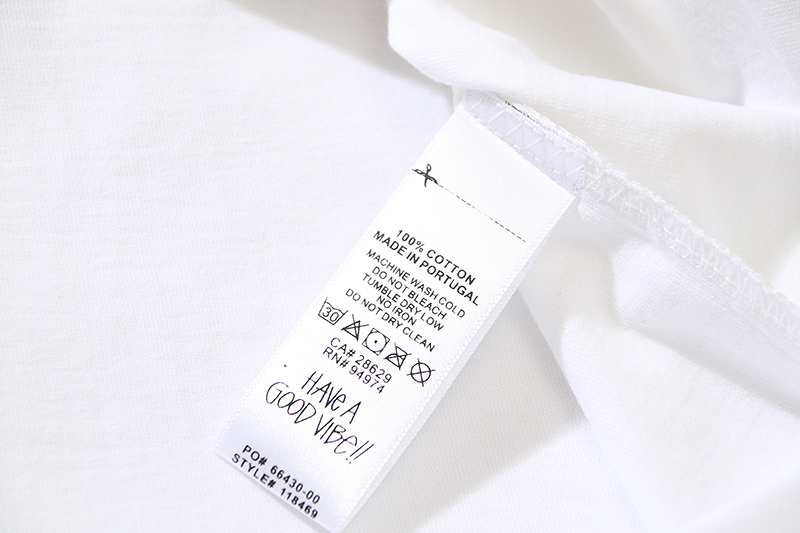 100% COTTON
MADE IN PORTUGAL
MACHINE WASH COLD
DO NOT BLEACH
TUMBLE DRY LOW
NO IRON
DO NOT DRY CLEAN
30
CA# 28629
RN# 94974
HAVE A
GOOD VIBE!!
PO# 66430-00
STYLE# 118469